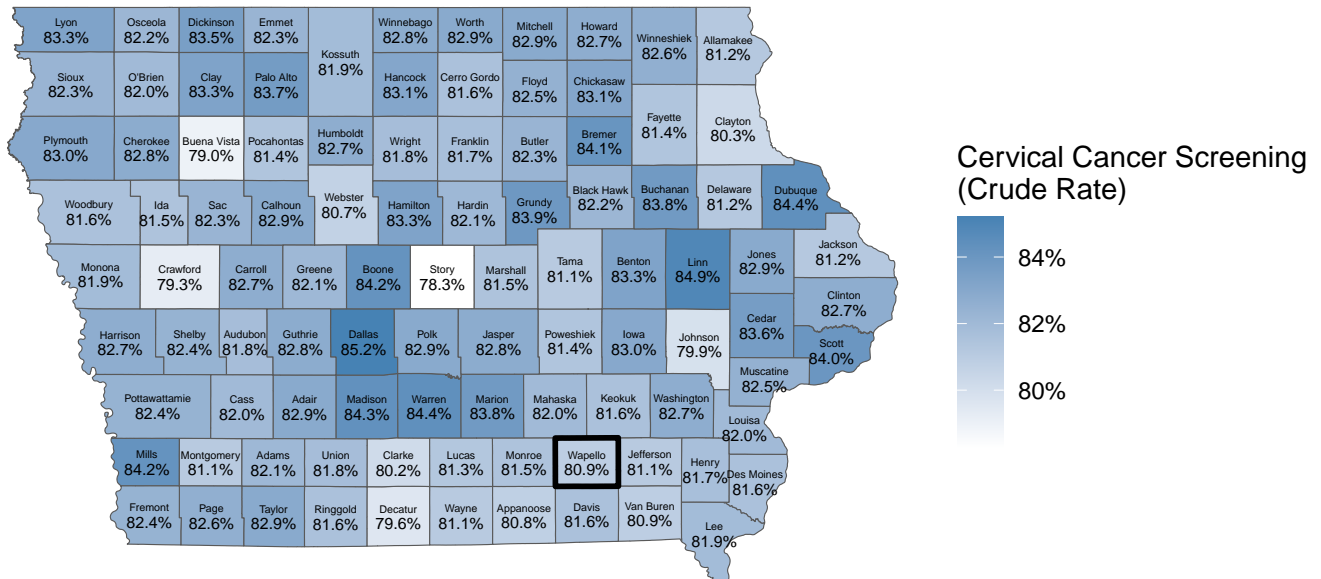 Lyon
83.3%
Osceola
82.2%
Dickinson
83.5%
Emmet
82.3%
Kossuth
81.9%
Winnebago
82.8%
Worth
82.9%
Mitchell
82.9%
Howard
82.7%
Winneshiek
82.6%
Allamakee
81.2%
Sioux
82.3%
O'Brien
82.0%
Clay
83.3%
Palo Alto
83.7%
Hancock
83.1%
Cerro Gordo
81.6%
Floyd
82.5%
Chickasaw
83.1%
Fayette
81.4%
Clayton
80.3%
Plymouth
83.0%
Cherokee
82.8%
Buena Vista
79.0%
Pocahontas
81.4%
Humboldt
82.7%
Wright
81.8%
Franklin
81.7%
Butler
82.3%
Bremer
84.1%
Woodbury
81.6%
Ida
81.5%
Sac
82.3%
Calhoun
82.9%
Webster
80.7%
Hamilton
83.3%
Hardin
82.1%
Grundy
83.9%
Black Hawk
82.2%
Buchanan
83.8%
Delaware
81.2%
Dubuque
84.4%
Monona
81.9%
Crawford
79.3%
Carroll
82.7%
Greene
82.1%
Boone
84.2%
Story
78.3%
Marshall
81.5%
Tama
81.1%
Benton
83.3%
Linn
84.9%
Jones
82.9%
Jackson
81.2%
Clinton
82.7%
Harrison
82.7%
Shelby
82.4%
Audubon
81.8%
Guthrie
82.8%
Dallas
85.2%
Polk
82.9%
Jasper
82.8%
Poweshiek
81.4%
Iowa
83.0%
Johnson
79.9%
Cedar
83.6%
Scott
84.0%
Muscatine
82.5%
Pottawattamie
82.4%
Cass
82.0%
Adair
82.9%
Madison
84.3%
Warren
84.4%
Marion
83.8%
Mahaska
82.0%
Keokuk
81.6%
Washington
82.7%
Louisa
82.0%
Mills
84.2%
Montgomery
81.1%
Adams
82.1%
Union
81.8%
Clarke
80.2%
Lucas
81.3%
Monroe
81.5%
Wapello
80.9%
Jefferson
81.1%
Henry
81.7%
Des Moines
81.6%
Fremont
82.4%
Page
82.6%
Taylor
82.9%
Ringgold
81.6%
Decatur
79.6%
Wayne
81.1%
Appanoose
80.8%
Davis
81.6%
Van Buren
80.9%
Lee
81.9%
Cervical Cancer Screening
(Crude Rate)
84%
82%
80%